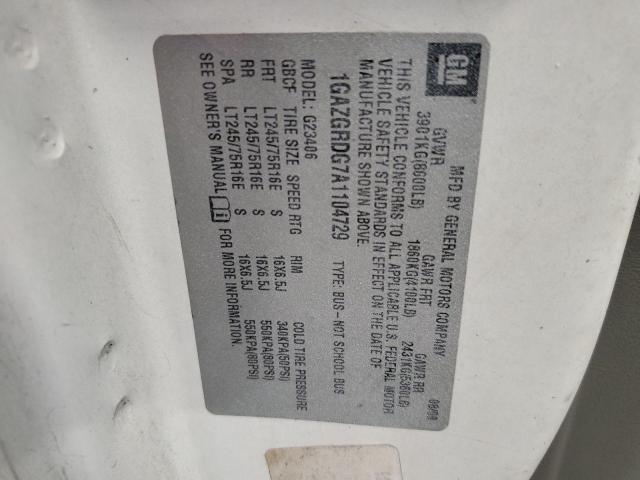 GM
MFD BY GENERAL MOTORS COMPANY 08/09
GVWR GAWR FRT GAWR RR
3901KG(8600LB) 1860KG(4100LB) 2431KG(5360LB)
THIS VEHICLE CONFORMS TO ALL APPLICABLE U.S. FEDERAL MOTOR
VEHICLE SAFETY STANDARDS IN EFFECT ON THE DATE OF
MANUFACTURE SHOWN ABOVE.
1GAZGRDG7A1104729 TYPE: BUS-NOT SCHOOL BUS
MODEL: G23406
GBCF TIRE SIZE SPEED RTG RIM COLD TIRE PRESSURE
FRT LT245/75R16E S 16X6.5J 340KPA(50PSI)
RR LT245/75R16E S 16X6.5J 550KPA(80PSI)
SPA LT245/75R16E S 16X6.5J 550KPA(80PSI)
SEE OWNER'S MANUAL FOR MORE INFORMATION.